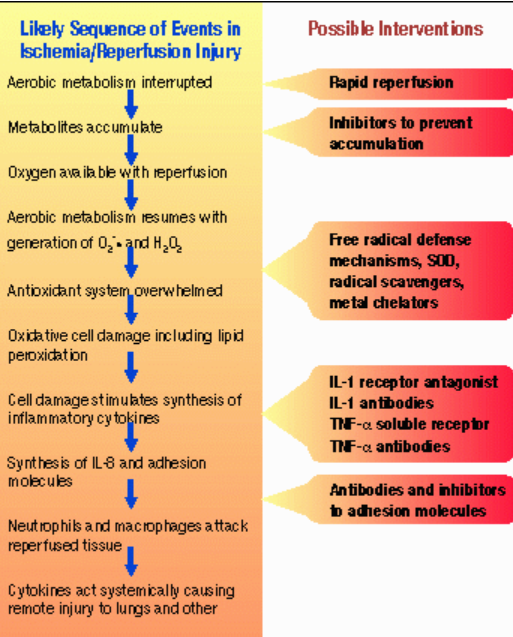 Likely Sequence of Events in
Ischemia/Reperfusion Injury
Aerobic metabolism interrupted
Metabolites accumulate
Oxygen available with reperfusion
Aerobic metabolism resumes with
generation of O₂⁻• and H₂O₂
Antioxidant system overwhelmed
Oxidative cell damage including lipid
peroxidation
Cell damage stimulates synthesis of
inflammatory cytokines
Synthesis of IL-8 and adhesion
molecules
Neutrophils and macrophages attack
reperfused tissue
Cytokines act systemically causing
remote injury to lungs and other
Possible Interventions
Rapid reperfusion
Inhibitors to prevent
accumulation
Free radical defense
mechanisms, SOD,
radical scavengers,
metal chelators
IL-1 receptor antagonist
IL-1 antibodies
TNF-α soluble receptor
TNF-α antibodies
Antibodies and inhibitors
to adhesion molecules